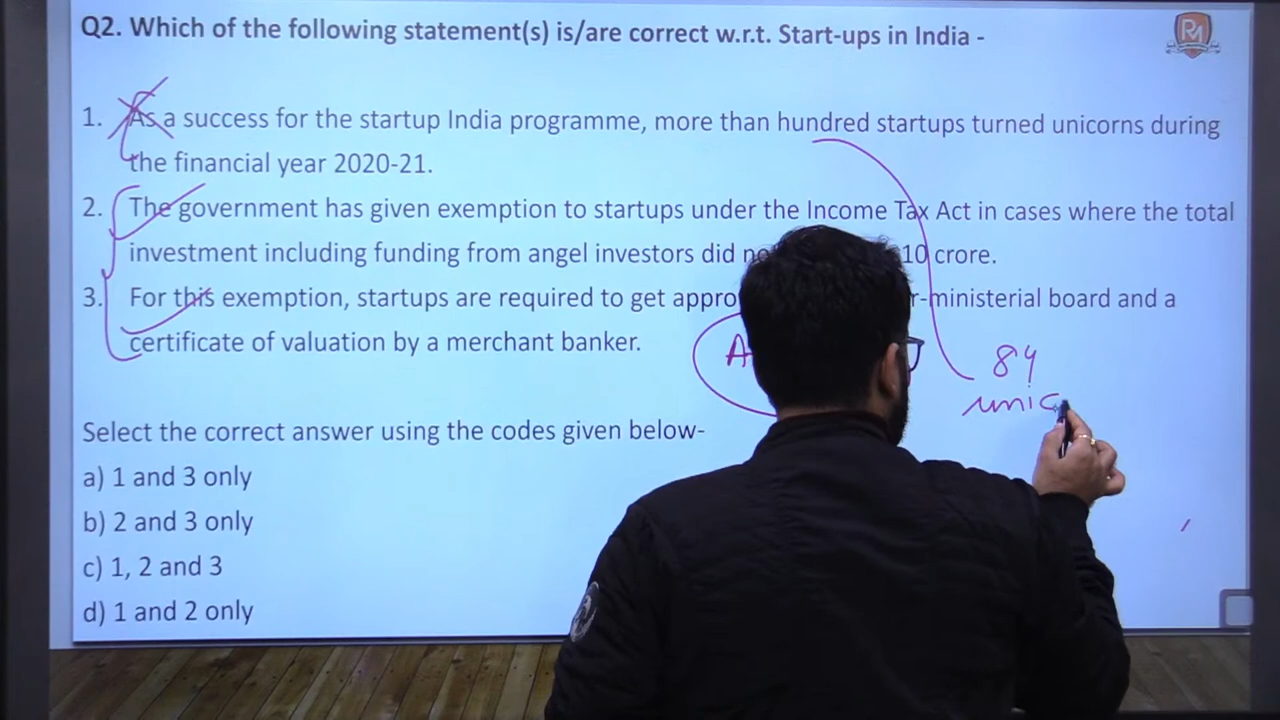 Q2. Which of the following statement(s) is/are correct w.r.t. Start-ups in India -
1. As a success for the startup India programme, more than hundred startups turned unicorns during
the financial year 2020-21.
2. The government has given exemption to startups under the Income Tax Act in cases where the total
investment including funding from angel investors did 10 crore.
3. For this exemption, startups are required to get -ministerial board and a
certificate of valuation by a merchant banker.
A
84
unic
Select the correct answer using the codes given below-
a) 1 and 3 only
b) 2 and 3 only
c) 1, 2 and 3
d) 1 and 2 only